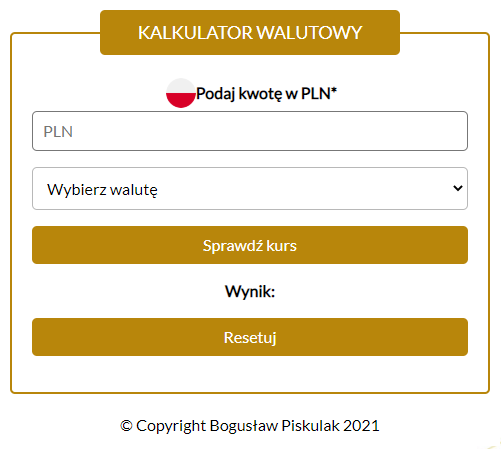 KALKULATOR WALUTOWY
Podaj kwotę w PLN*
PLN
Wybierz walutę
Sprawdź kurs
Wynik:
Resetuj
© Copyright Bogusław Piskulak 2021